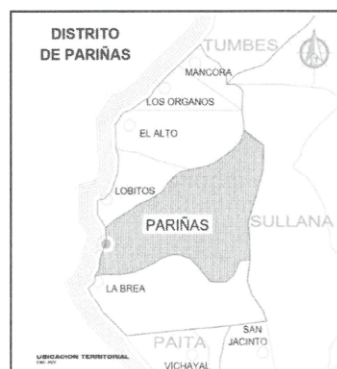 DISTRITO
DE PARIÑAS
TUMBES
MANCORA
LOS ORGANOS
EL ALTO
LOBITOS
PARIÑAS
SULLANA
LA BREA
PAITA
SAN
JACINTO
VICHAYAL
UBICACION TERRITORIAL